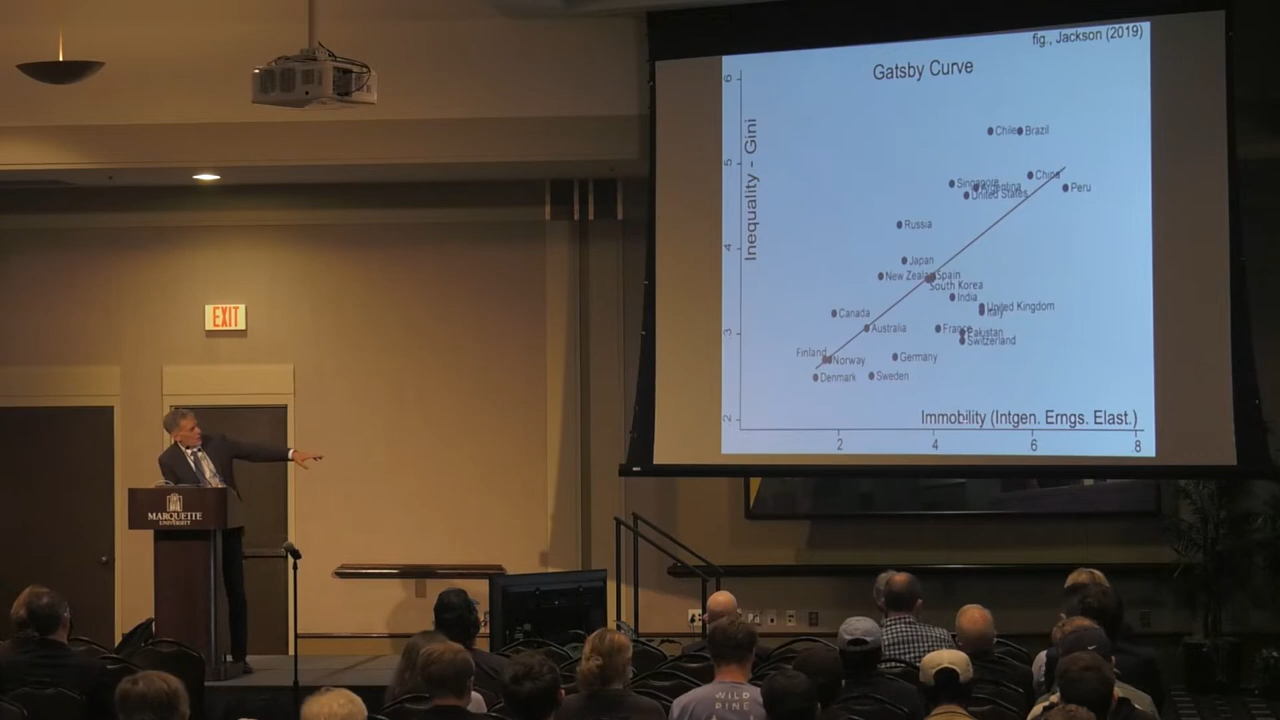 fig., Jackson (2019)
Gatsby Curve
6
Inequality - Gini
Chile
Brazil
5
China
Singapore
Argentina
Peru
United States
Russia
4
Japan
New Zealand
Spain
South Korea
India
United Kingdom
Italy
Canada
Australia
France
3
Pakistan
Switzerland
Finland
Norway
Germany
Denmark
Sweden
2
Immobility (Intgen. Erngs. Elast.)
2
4
6
.8
EXIT
MARQUETTE
UNIVERSITY
WILD